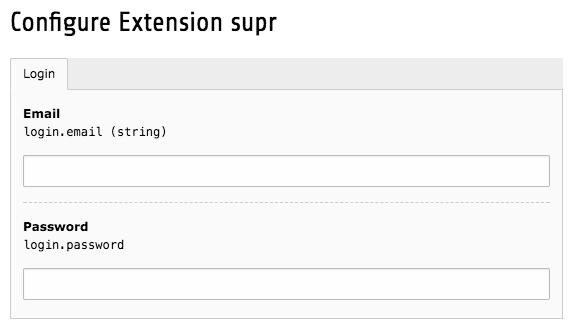 Configure Extension supr
Login
Email
login.email (string)
Password
login.password